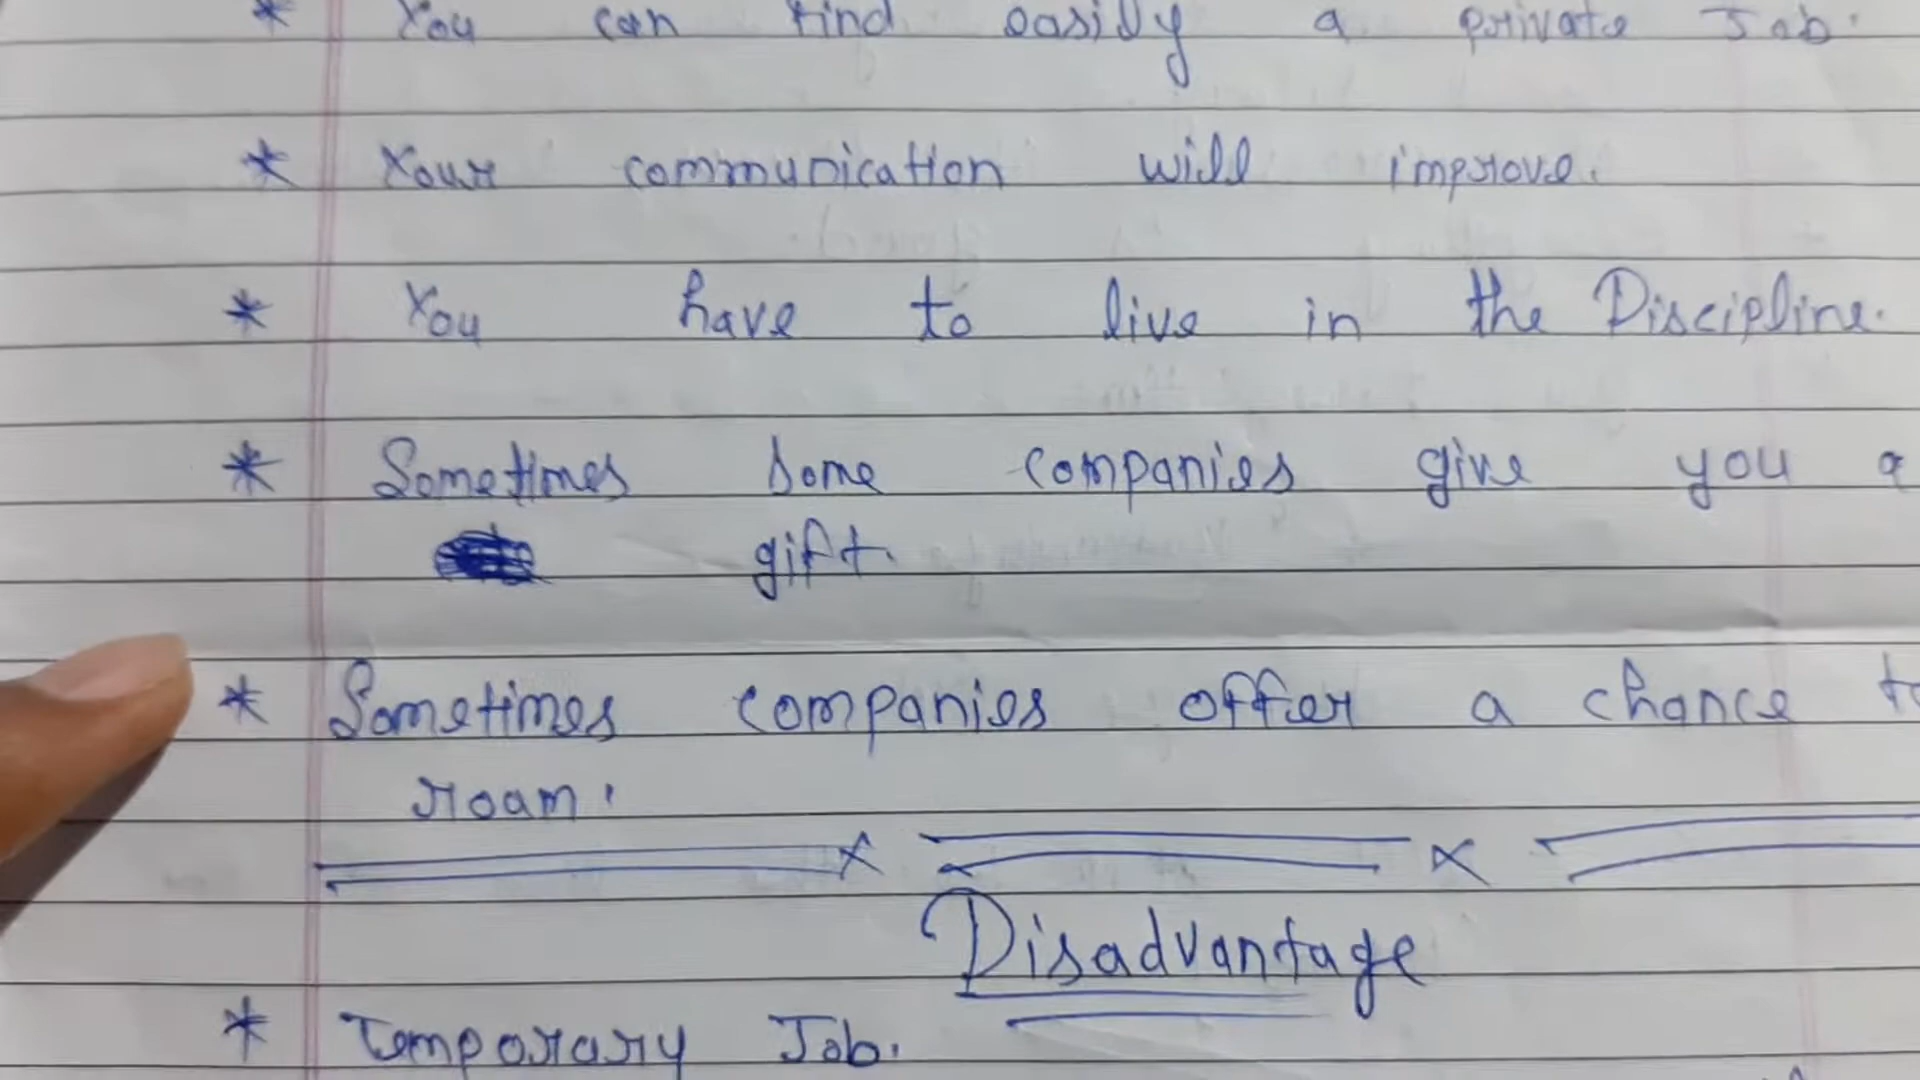 * You can find easily a private Job.
* Your communication will improve.
* You have to live in the Discipline.
* Sometimes some companies give you a
gift.
* Sometimes companies offer a chance to
roam.
Disadvantage
* Temporary Job.